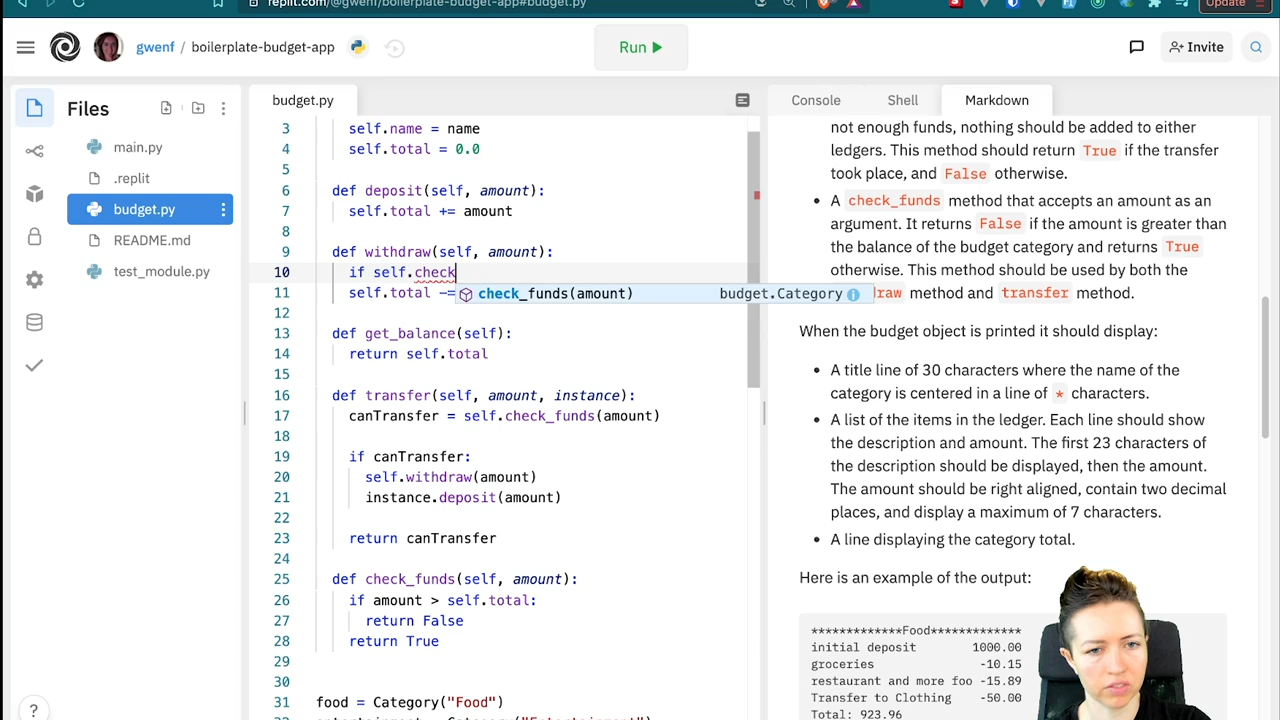 replit.com/@gwenf/boilerplate-budget-app#budget.py
Update
gwenf / boilerplate-budget-app
Run
Invite
Files
main.py
.replit
budget.py
README.md
test_module.py
?
budget.py
3 self.name = name
4 self.total = 0.0
5
6 def deposit(self, amount):
7 self.total += amount
8
9 def withdraw(self, amount):
10 if self.check
11 self.total -=
check_funds(amount) budget.Category
12
13 def get_balance(self):
14 return self.total
15
16 def transfer(self, amount, instance):
17 canTransfer = self.check_funds(amount)
18
19 if canTransfer:
20 self.withdraw(amount)
21 instance.deposit(amount)
22
23 return canTransfer
24
25 def check_funds(self, amount):
26 if amount > self.total:
27 return False
28 return True
29
30
31 food = Category("Food")
Console Shell Markdown
not enough funds, nothing should be added to either
ledgers. This method should return True if the transfer
took place, and False otherwise.
• A check_funds method that accepts an amount as an
argument. It returns False if the amount is greater than
the balance of the budget category and returns True
otherwise. This method should be used by both the
raw method and transfer method.
When the budget object is printed it should display:
• A title line of 30 characters where the name of the
category is centered in a line of * characters.
• A list of the items in the ledger. Each line should show
the description and amount. The first 23 characters of
the description should be displayed, then the amount.
The amount should be right aligned, contain two decimal
places, and display a maximum of 7 characters.
• A line displaying the category total.
Here is an example of the output:
*************Food*************
initial deposit 1000.00
groceries -10.15
restaurant and more foo -15.89
Transfer to Clothing -50.00
Total: 923.96